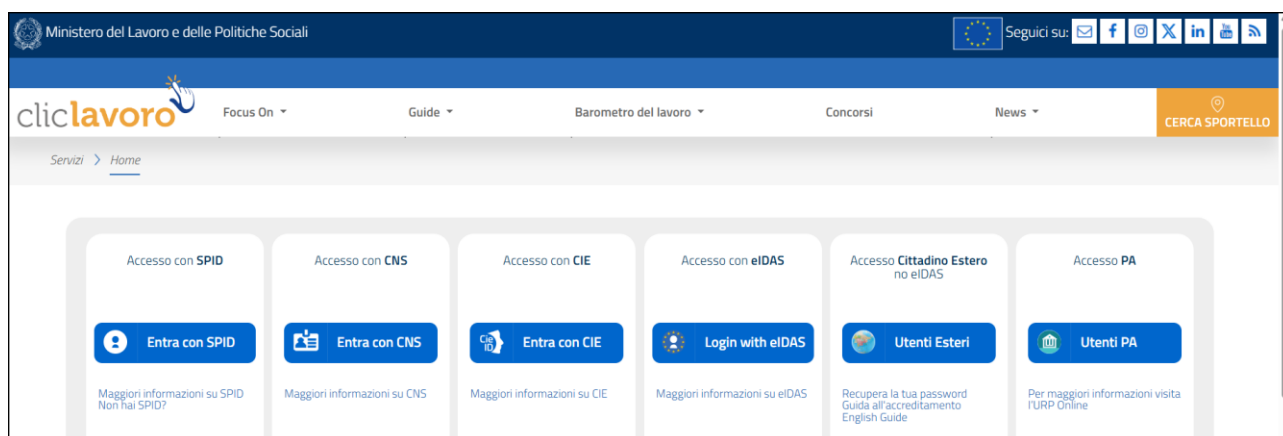 Ministero del Lavoro e delle Politiche Sociali
Seguici su:
cliclavoro
Focus On
Guide
Barometro del lavoro
Concorsi
News
CERCA SPORTELLO
Servizi > Home
Accesso con SPID
Entra con SPID
Maggiori informazioni su SPID
Non hai SPID?
Accesso con CNS
Entra con CNS
Maggiori informazioni su CNS
Accesso con CIE
Cie ID
Entra con CIE
Maggiori informazioni su CIE
Accesso con eIDAS
Login with eIDAS
Maggiori informazioni su eIDAS
Accesso Cittadino Estero
no eIDAS
Utenti Esteri
Recupera la tua password
Guida all'accreditamento
English Guide
Accesso PA
Utenti PA
Per maggiori informazioni visita
l'URP Online